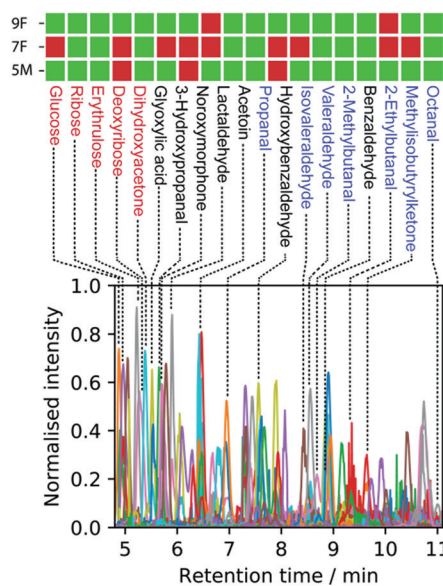 9F
7F
5M
Glucose
Ribose
Erythrulose
Deoxyribose
Dihydroxyacetone
Glyoxylic acid
3-Hydroxypropanal
Noroxymorphone
Lactaldehyde
Acetoin
Propanal
Hydroxybenzaldehyde
Isovaleraldehyde
Valeraldehyde
2-Methylbutanal
Benzaldehyde
2-Ethylbutanal
Methylisobutyrylketone
Octanal
Normalised intensity
1.0
0.8
0.6
0.4
0.2
0.0
5 6 7 8 9 10 11
Retention time / min